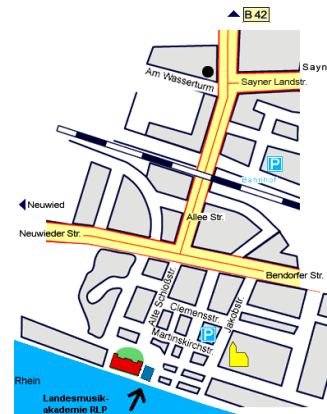 B 42
Sayn
Am Wasserturm
Sayner Landstr.
P
Bahnhof
Neuwied
Allee Str.
Neuwieder Str.
Bendorfer Str.
Alte Schloßstr.
Clemensstr.
Jakobstr.
P
Martinskirchstr.
Rhein
Landesmusik-
akademie RLP